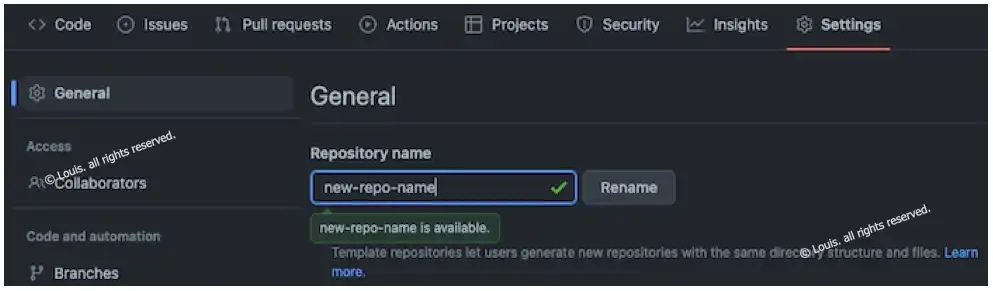 Code Issues Pull requests Actions Projects Security Insights Settings
General
General
Access
© Louis. all rights reserved.
Collaborators
Repository name
new-repo-name
Rename
new-repo-name is available.
Code and automation
© Louis. all rights reserved.
Template repositories let users generate new repositories with the same directory structure and files. Learn
more.
Branches